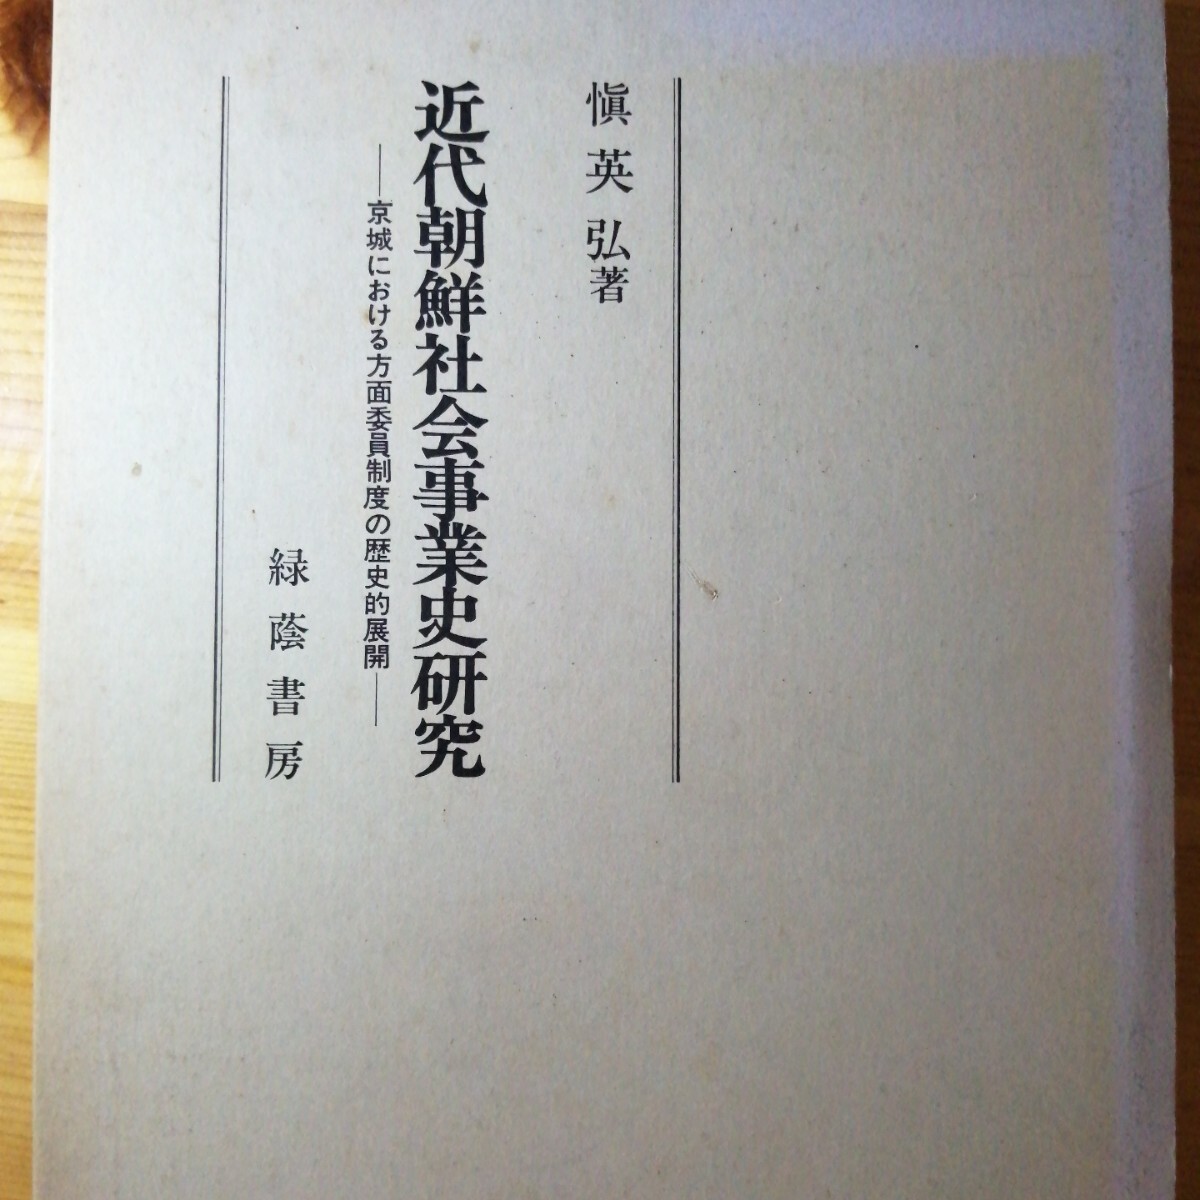 愼英弘著
近代朝鮮社会事業史研究
―京城における方面委員制度の歴史的展開―
緑蔭書房